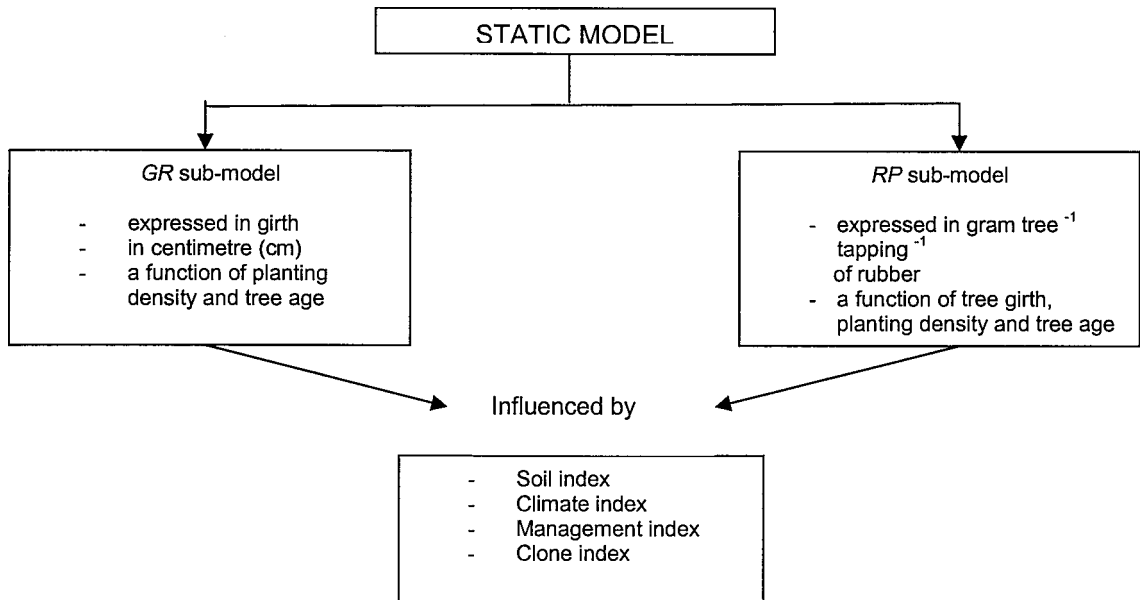 STATIC MODEL
GR sub-model
- expressed in girth
- in centimetre (cm)
- a function of planting
density and tree age
RP sub-model
- expressed in gram tree -1
tapping -1
of rubber
- a function of tree girth,
planting density and tree age
Influenced by
- Soil index
- Climate index
- Management index
- Clone index